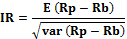 IR = E (Rp − Rb) / √var (Rp − Rb)